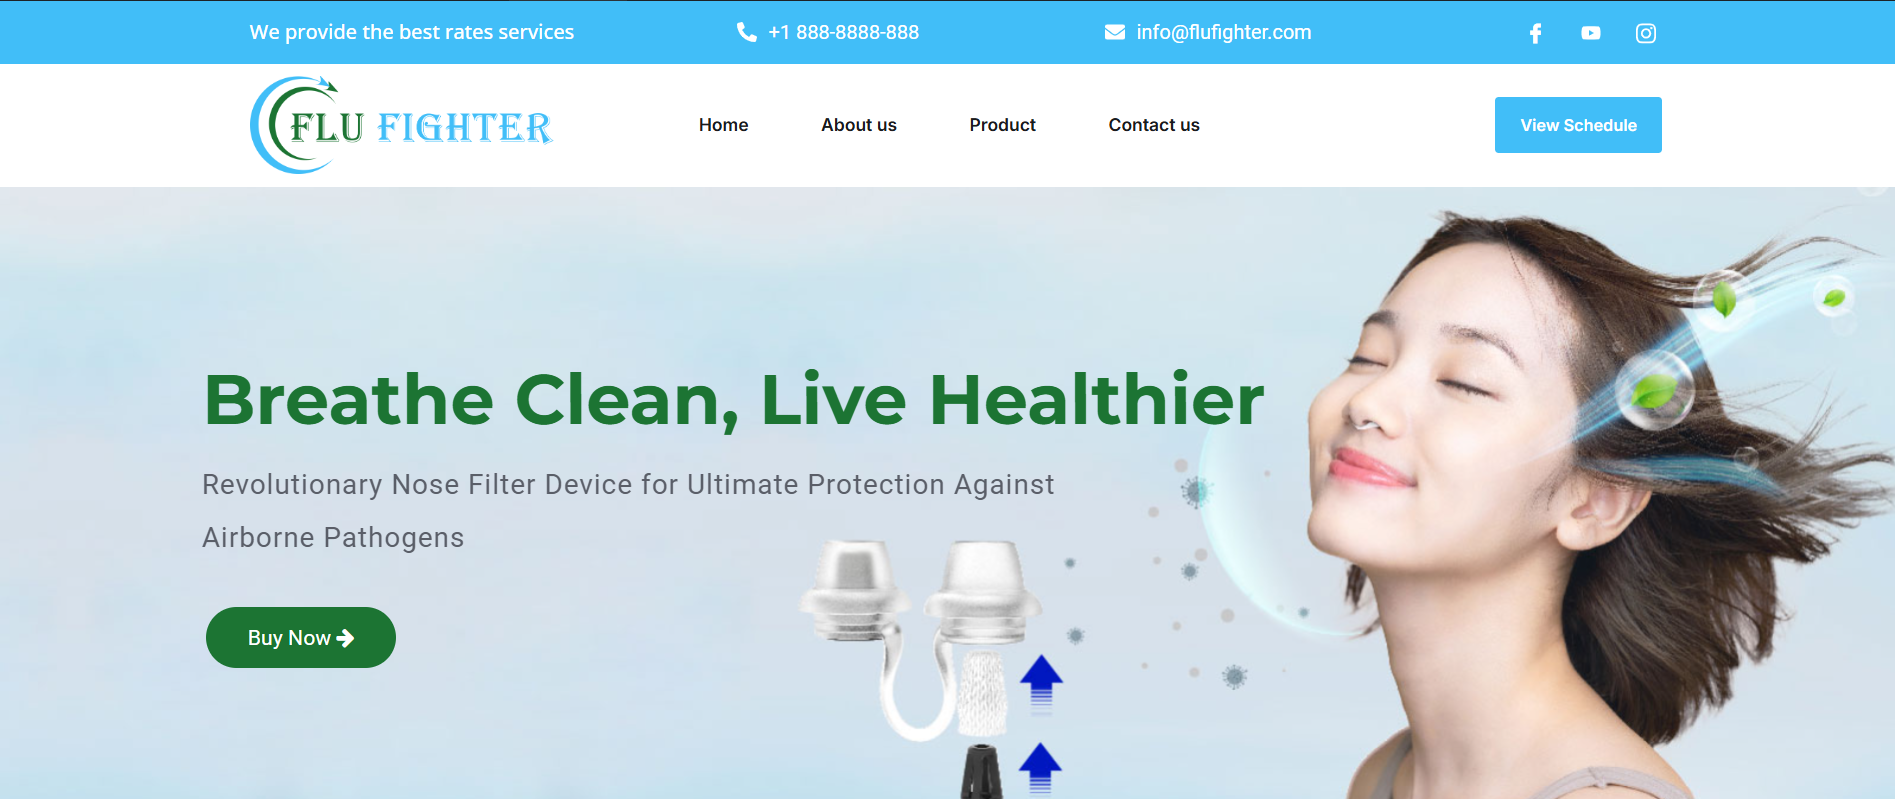 We provide the best rates services
+1 888-8888-888
info@flufighter.com
FLU FIGHTER
Home
About us
Product
Contact us
View Schedule
Breathe Clean, Live Healthier
Revolutionary Nose Filter Device for Ultimate Protection Against
Airborne Pathogens
Buy Now